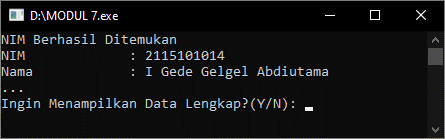 D:\MODUL 7.exe
NIM Berhasil Ditemukan
NIM : 2115101014
Nama : I Gede Gelgel Abdiutama
...
Ingin Menampilkan Data Lengkap?(Y/N):